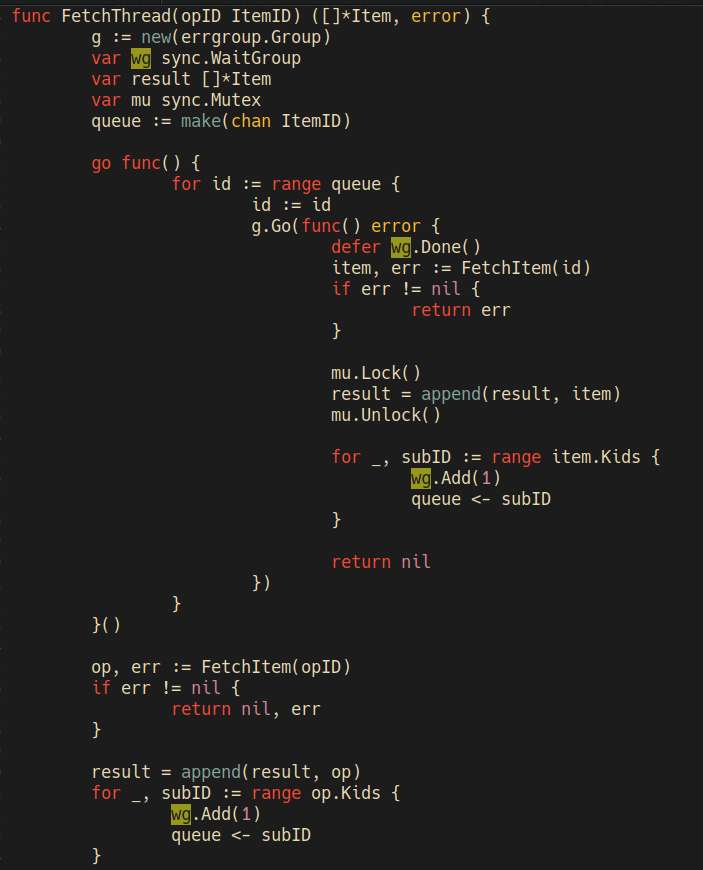 func FetchThread(opID ItemID) ([]*Item, error) {
        g := new(errgroup.Group)
        var wg sync.WaitGroup
        var result []*Item
        var mu sync.Mutex
        queue := make(chan ItemID)

        go func() {
                for id := range queue {
                        id := id
                        g.Go(func() error {
                                defer wg.Done()
                                item, err := FetchItem(id)
                                if err != nil {
                                        return err
                                }

                                mu.Lock()
                                result = append(result, item)
                                mu.Unlock()

                                for _, subID := range item.Kids {
                                        wg.Add(1)
                                        queue <- subID
                                }

                                return nil
                        })
                }
        }()

        op, err := FetchItem(opID)
        if err != nil {
                return nil, err
        }

        result = append(result, op)
        for _, subID := range op.Kids {
                wg.Add(1)
                queue <- subID
        }